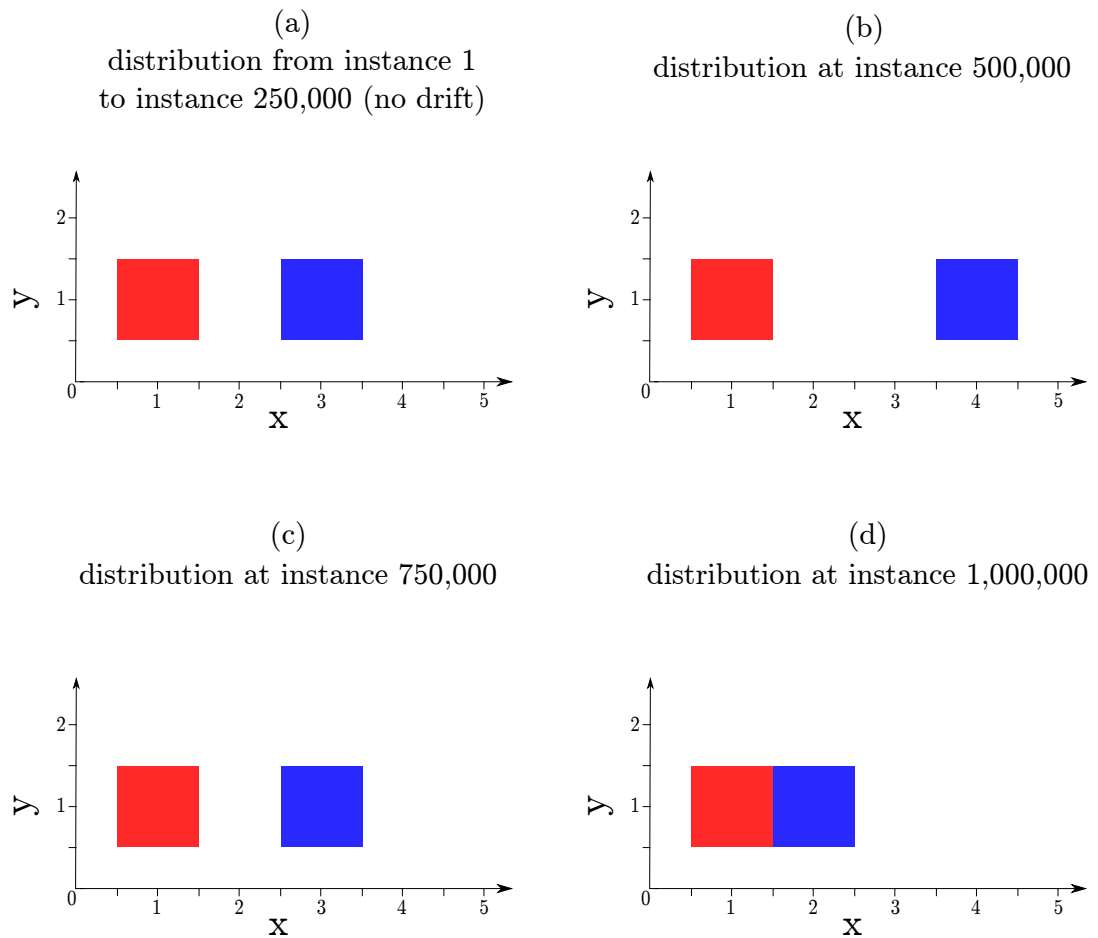 (a)
distribution from instance 1
to instance 250,000 (no drift)
2
y
1
0
1
2
3
4
5
x
(b)
distribution at instance 500,000
2
y
1
0
1
2
3
4
5
x
(c)
distribution at instance 750,000
2
y
1
0
1
2
3
4
5
x
(d)
distribution at instance 1,000,000
2
y
1
0
1
2
3
4
5
x